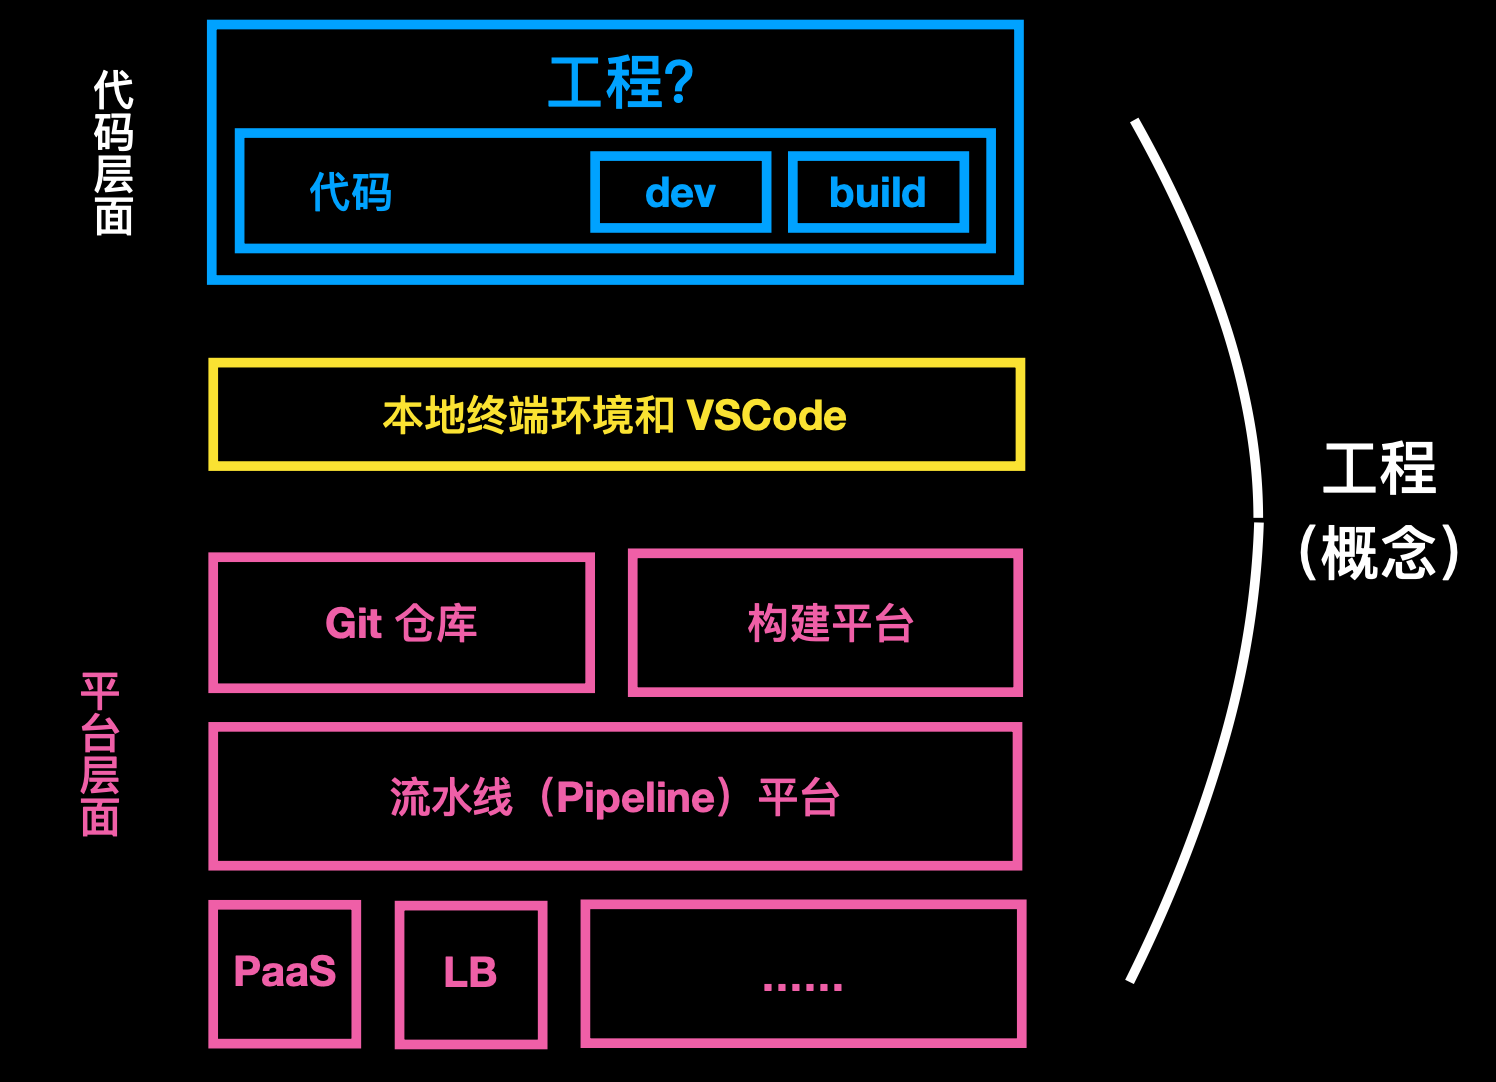 代码层面
工程?
代码
dev
build
本地终端环境和 VSCode
工程
（概念）
平台层面
Git 仓库
构建平台
流水线（Pipeline）平台
PaaS
LB
......